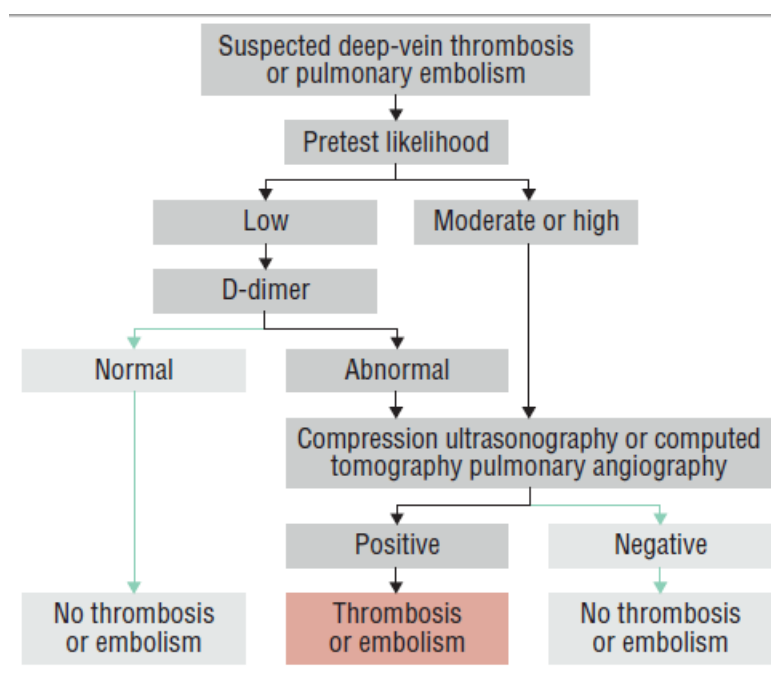 Suspected deep-vein thrombosis
or pulmonary embolism
Pretest likelihood
Low
Moderate or high
D-dimer
Normal
Abnormal
Compression ultrasonography or computed
tomography pulmonary angiography
Positive
Negative
No thrombosis
or embolism
Thrombosis
or embolism
No thrombosis
or embolism